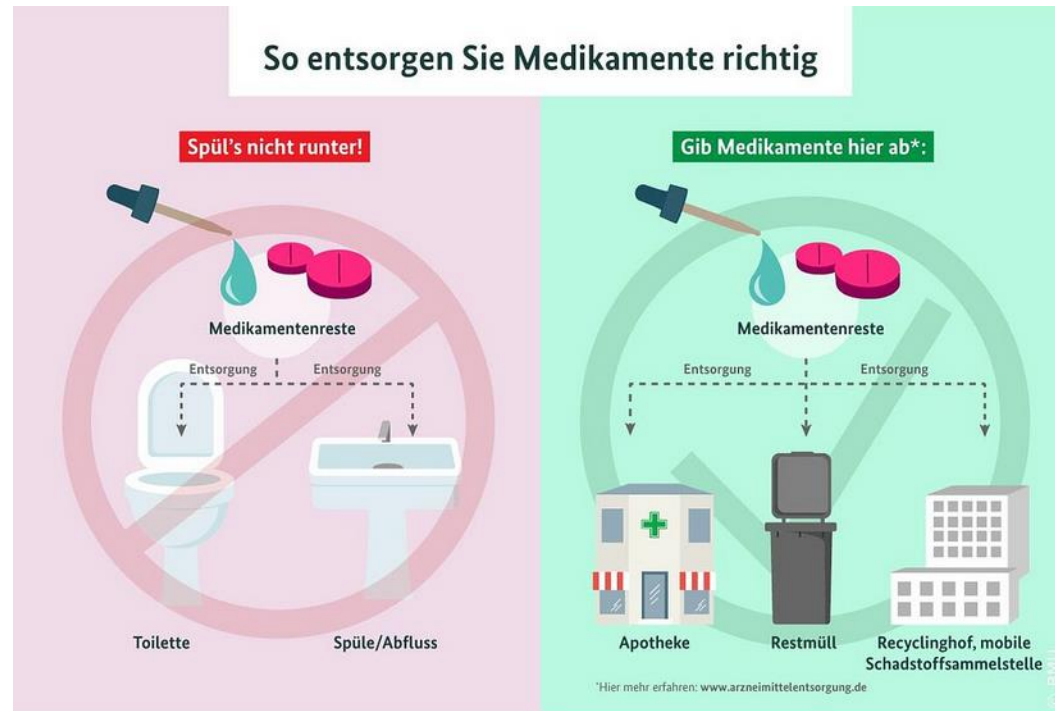 So entsorgen Sie Medikamente richtig
Spül's nicht runter!
Medikamentenreste
Entsorgung
Entsorgung
Toilette
Spüle/Abfluss
Gib Medikamente hier ab*:
Medikamentenreste
Entsorgung
Entsorgung
Apotheke
Restmüll
Recyclinghof, mobile
Schadstoffsammelstelle
*Hier mehr erfahren: www.arzneimittelentsorgung.de